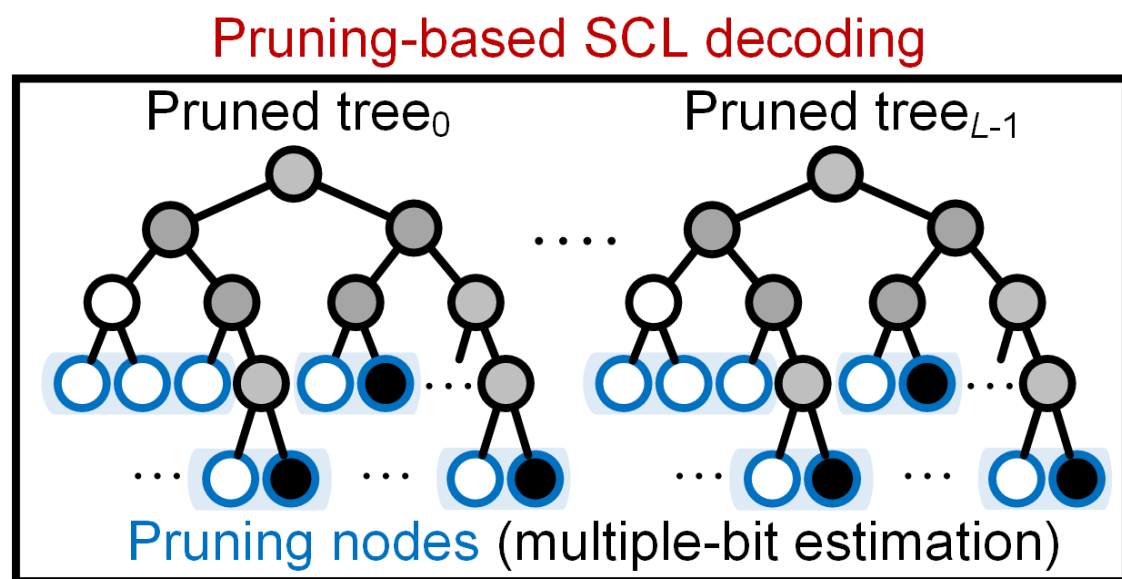 Pruning-based SCL decoding
Pruned tree0 Pruned treeL-1
....
... ...
... ... ... ...
Pruning nodes (multiple-bit estimation)